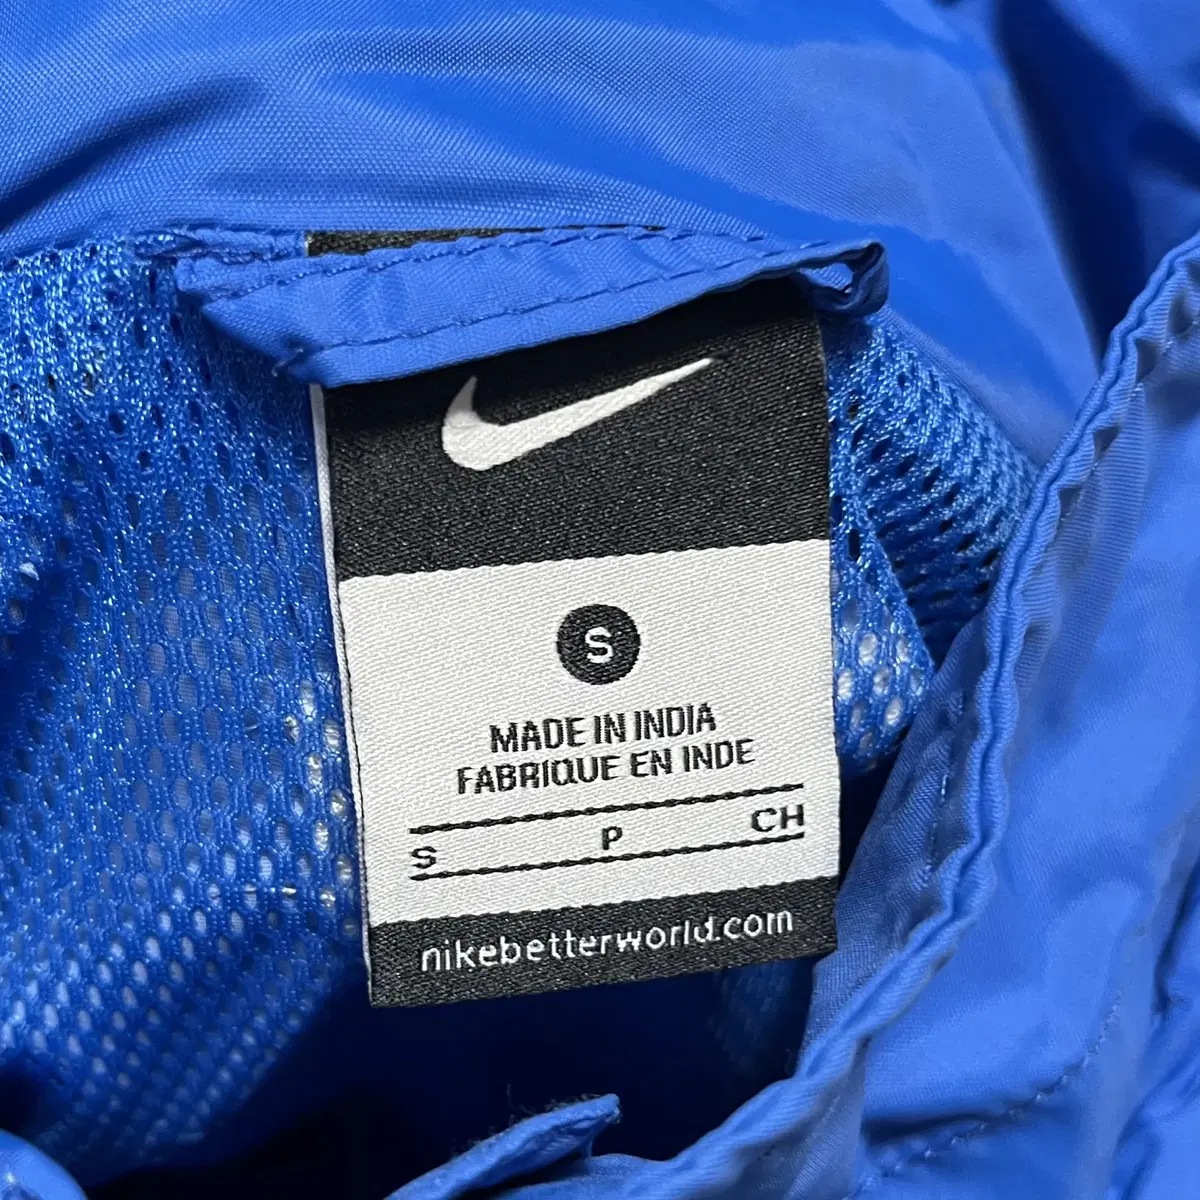 S
MADE IN INDIA
FABRIQUE EN INDE
S P CH
nikebetterworld.com